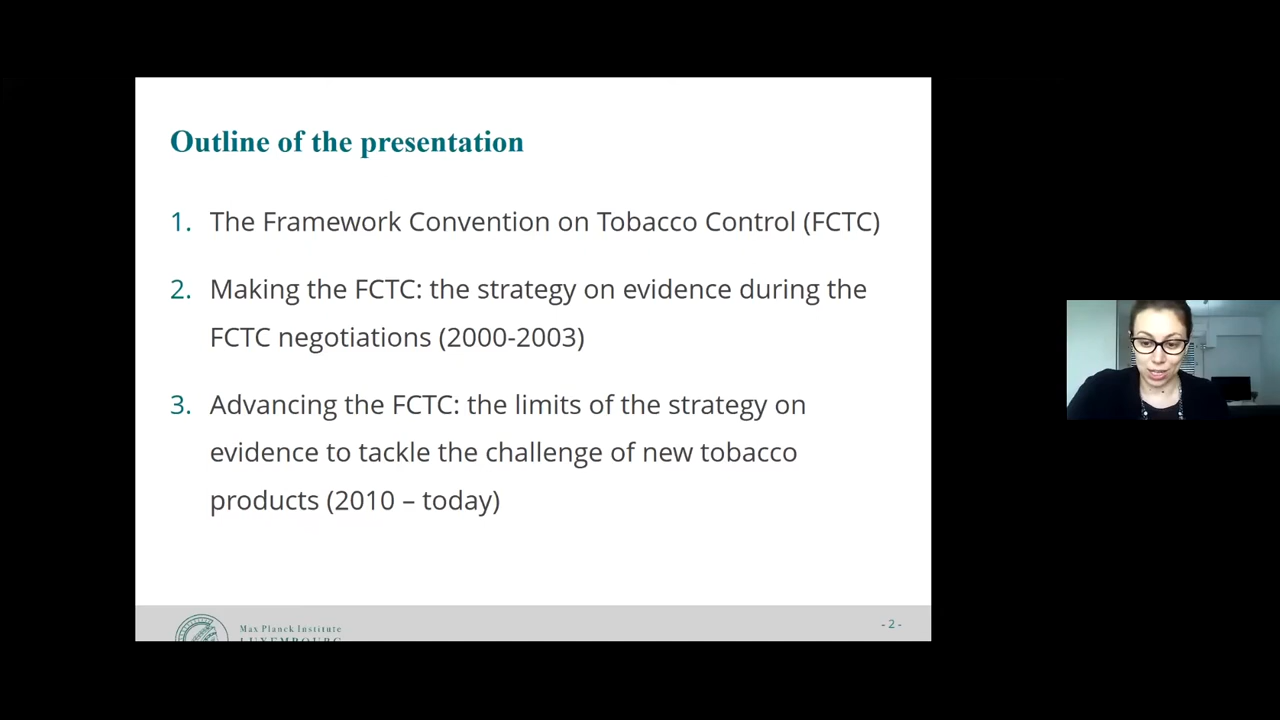 Outline of the presentation
1. The Framework Convention on Tobacco Control (FCTC)
2. Making the FCTC: the strategy on evidence during the
FCTC negotiations (2000-2003)
3. Advancing the FCTC: the limits of the strategy on
evidence to tackle the challenge of new tobacco
products (2010 – today)
Max Planck Institute
LUXEMBOURG
- 2 -